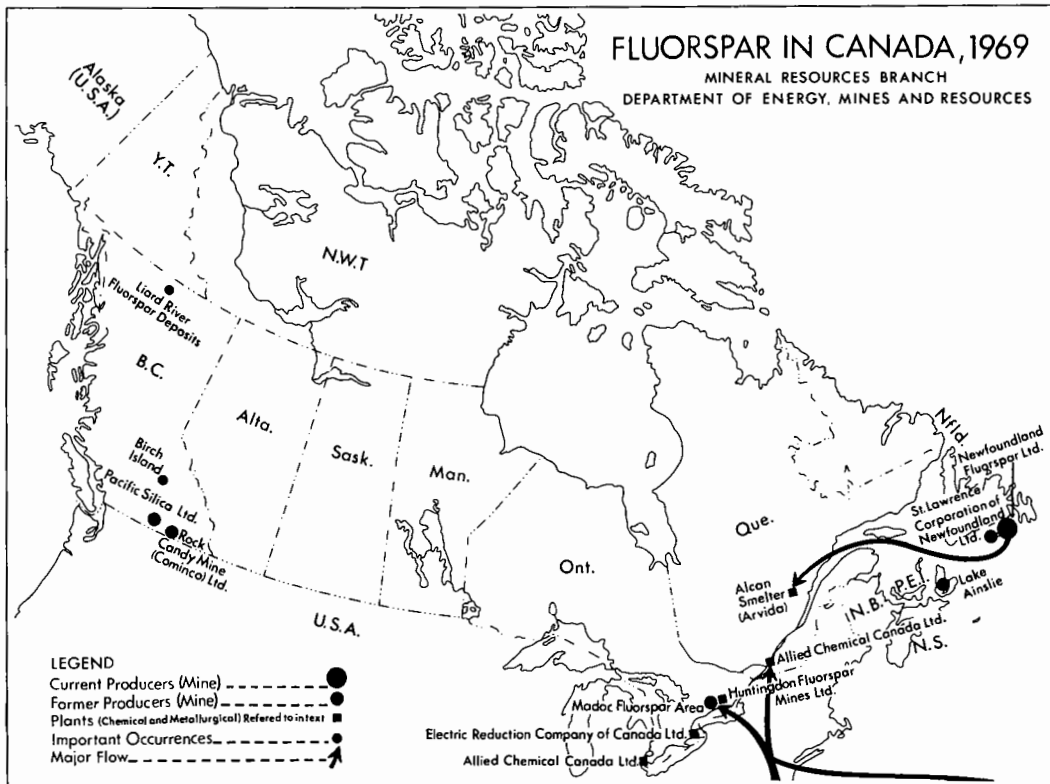 FLUORSPAR IN CANADA, 1969
MINERAL RESOURCES BRANCH
DEPARTMENT OF ENERGY, MINES AND RESOURCES
Alaska
(U.S.A.)
Y.T.
N.W.T
Liard River
Fluorspar Deposits
B.C.
Alta.
Sask.
Man.
Ont.
Que.
Nfld.
Newfoundland
Fluorspar Ltd.
St. Lawrence
Corporation of
Newfoundland
Ltd.
Birch
Island
Pacific Silica Ltd.
Rock
Candy Mine
(Cominco) Ltd.
U.S.A.
Alcan
Smelter
(Arvida)
P.E.I.
Lake
Ainslie
N.B.
N.S.
Allied Chemical Canada Ltd.
Huntingdon Fluorspar
Mines Ltd.
Madoc Fluorspar Area
Electric Reduction Company of Canada Ltd.
Allied Chemical Canada Ltd.
LEGEND
Current Producers (Mine)
Former Producers (Mine)
Plants (Chemical and Metallurgical) Refered to in text
Important Occurrences
Major Flow